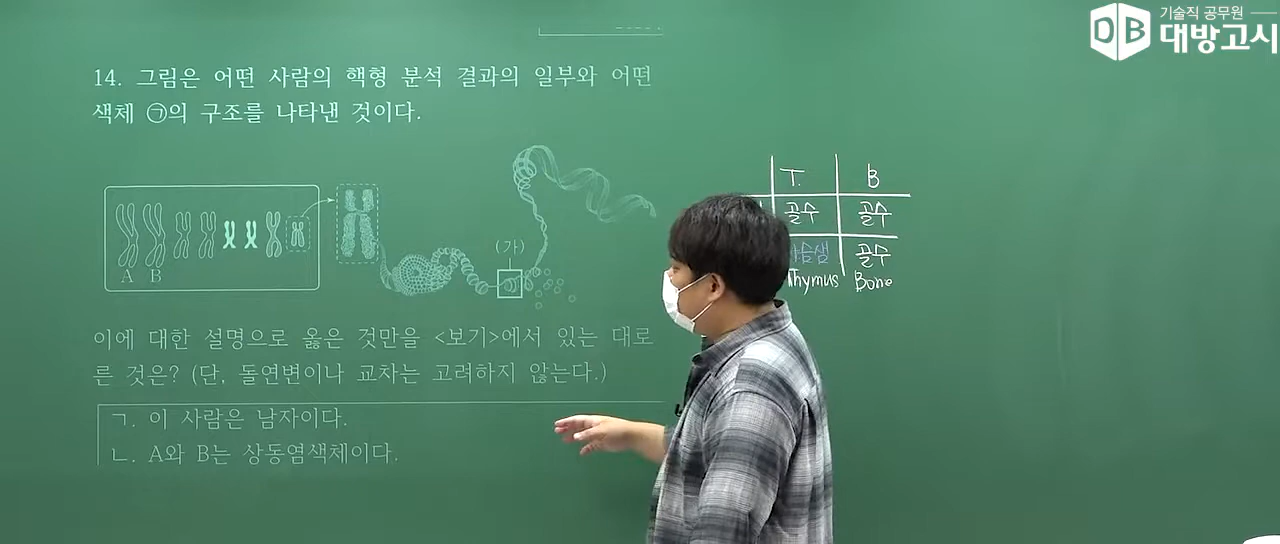 기술직 공무원
DB 대방고시
14. 그림은 어떤 사람의 핵형 분석 결과의 일부와 어떤
색체 ㉠의 구조를 나타낸 것이다.
(가)
A B
이에 대한 설명으로 옳은 것만을 <보기>에서 있는 대로
른 것은? (단, 돌연변이나 교차는 고려하지 않는다.)
ㄱ. 이 사람은 남자이다.
ㄴ. A와 B는 상동염색체이다.
T. B
골수 골수
골수
Thymus Bone